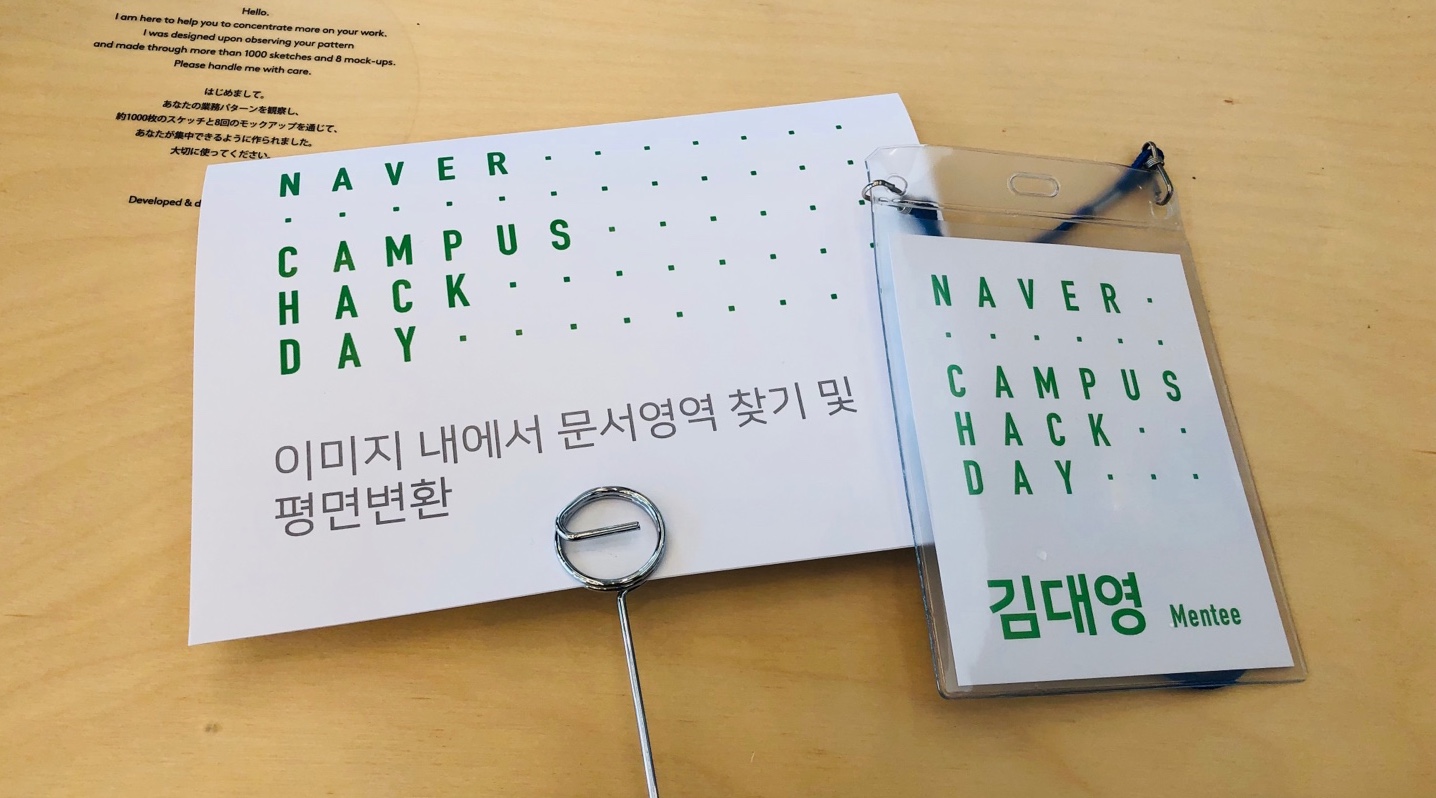 Hello.
I am here to help you to concentrate more on your work.
I was designed upon observing your pattern
and made through more than 1000 sketches and 8 mock-ups.
Please handle me with care.
はじめまして。
あなたの業務パターンを観察し、
約1000枚のスケッチと8回のモックアップを通じて、
あなたが集中できるように作られました。
大切に使ってください。
Developed & d
NAVER
CAMPUS
HACK
DAY
이미지 내에서 문서영역 찾기 및
평면변환
NAVER
CAMPUS
HACK
DAY
김대영 Mentee